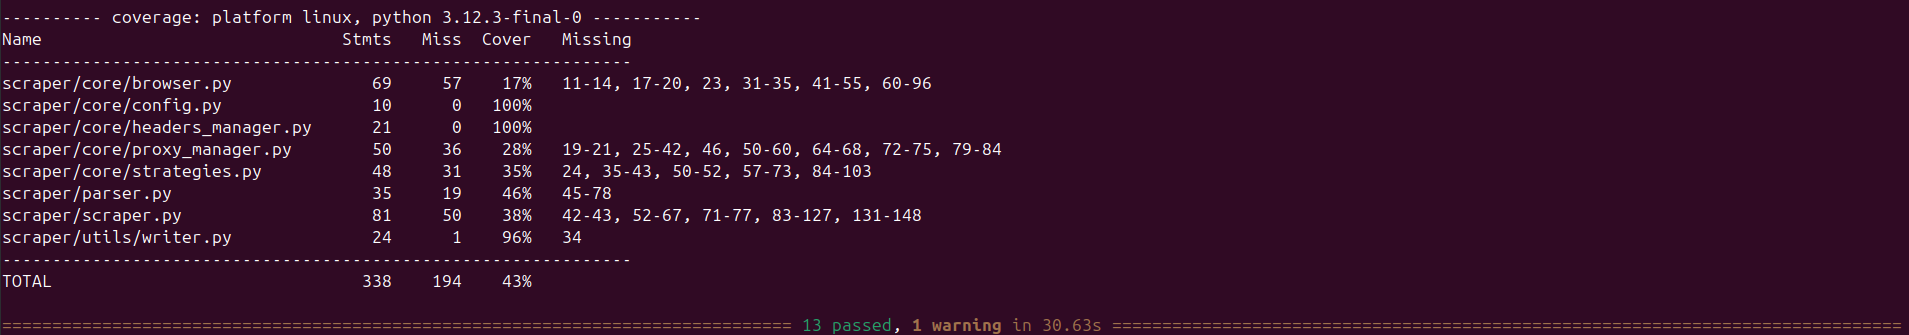 ---------- coverage: platform linux, python 3.12.3-final-0 -----------
Name                              Stmts   Miss  Cover   Missing
---------------------------------------------------------------
scraper/core/browser.py              69     57    17%   11-14, 17-20, 23, 31-35, 41-55, 60-96
scraper/core/config.py               10      0   100%
scraper/core/headers_manager.py      21      0   100%
scraper/core/proxy_manager.py        50     36    28%   19-21, 25-42, 46, 50-60, 64-68, 72-75, 79-84
scraper/core/strategies.py           48     31    35%   24, 35-43, 50-52, 57-73, 84-103
scraper/parser.py                    35     19    46%   45-78
scraper/scraper.py                   81     50    38%   42-43, 52-67, 71-77, 83-127, 131-148
scraper/utils/writer.py              24      1    96%   34
---------------------------------------------------------------
TOTAL                               338    194    43%
=============================================================================== 13 passed, 1 warning in 30.63s ===============================================================================